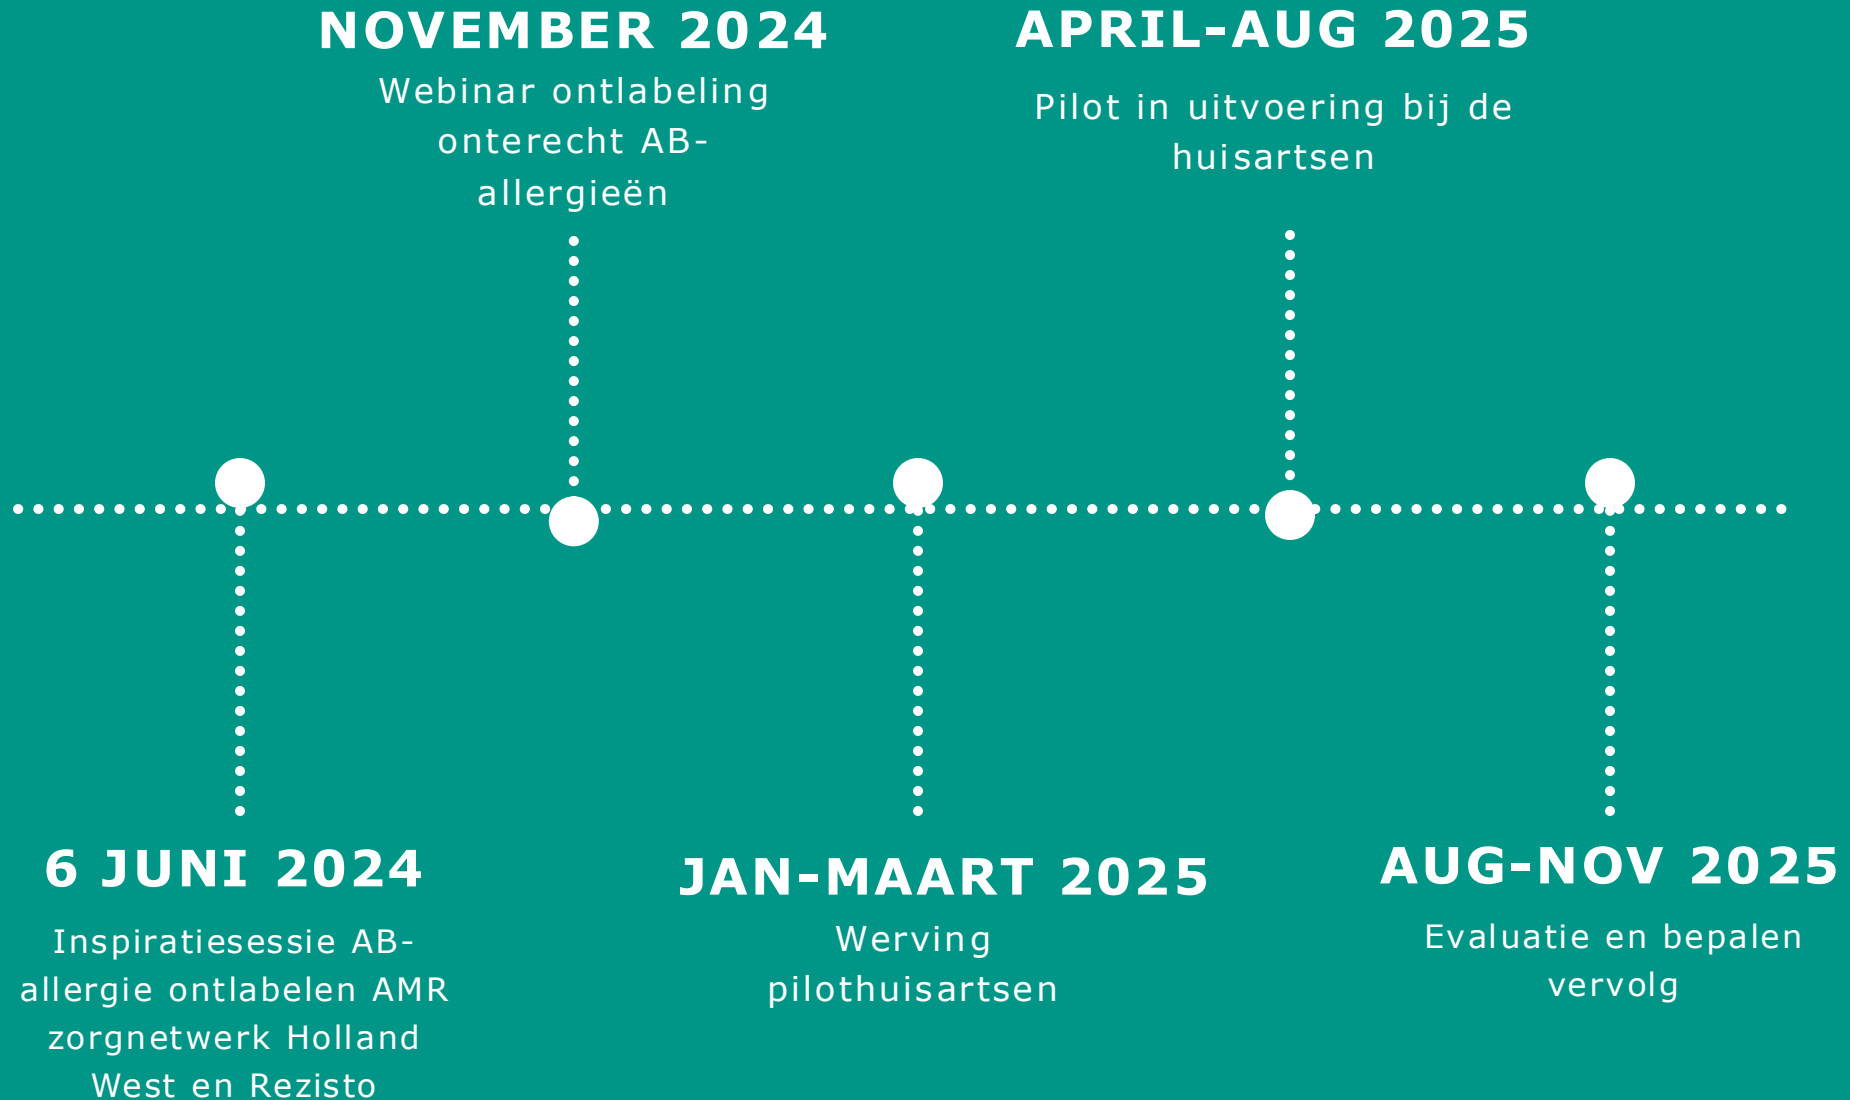 NOVEMBER 2024
Webinar ontlabeling
onterecht AB-
allergieën
APRIL-AUG 2025
Pilot in uitvoering bij de
huisartsen
6 JUNI 2024
Inspiratiesessie AB-
allergie ontlabelen AMR
zorgnetwerk Holland
West en Rezisto
JAN-MAART 2025
Werving
pilothuisartsen
AUG-NOV 2025
Evaluatie en bepalen
vervolg